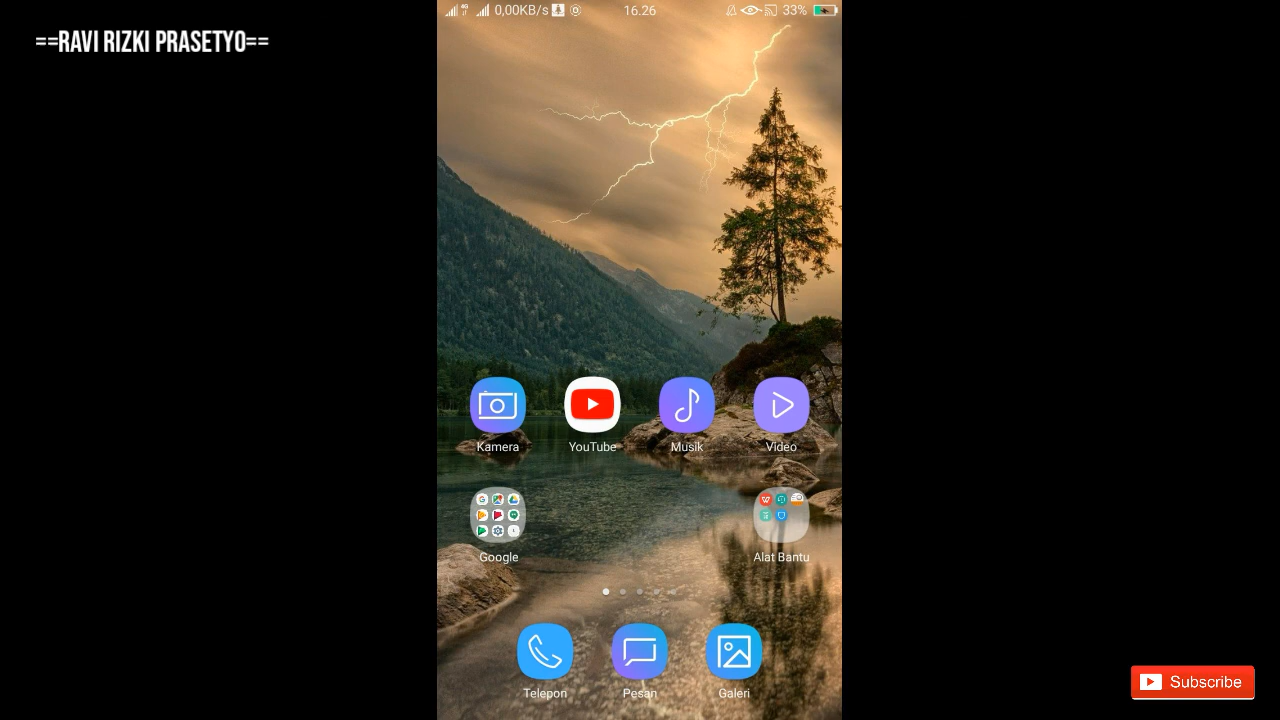 ==RAVI RIZKI PRASETYO==
4G 0,00KB/s 16.26 33%
Kamera YouTube Musik Video
Google Alat Bantu
Telepon Pesan Galeri
Subscribe